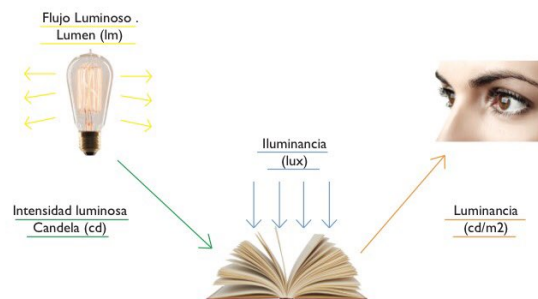 Flujo Luminoso .
Lumen (lm)
Iluminancia
(lux)
Intensidad luminosa
Candela (cd)
Luminancia
(cd/m2)